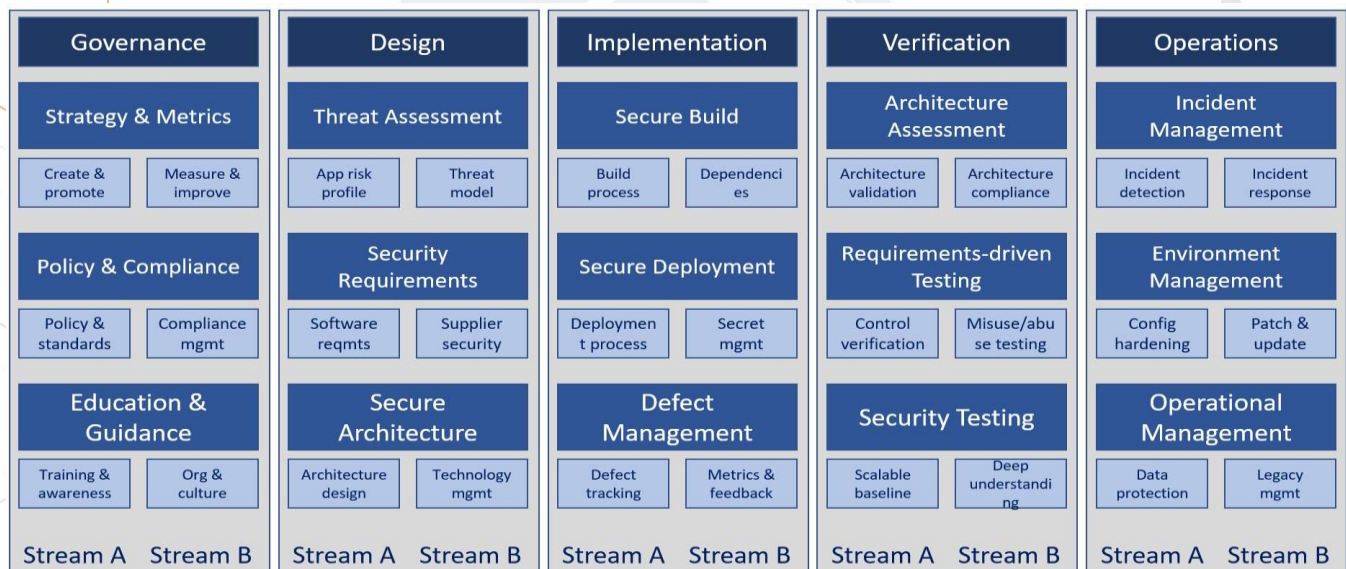 Governance
Strategy & Metrics
Create &
promote
Measure &
improve
Policy & Compliance
Policy &
standards
Compliance
mgmt
Education &
Guidance
Training &
awareness
Org &
culture
Stream A
Stream B
Design
Threat Assessment
App risk
profile
Threat
model
Security
Requirements
Software
reqmts
Supplier
security
Secure
Architecture
Architecture
design
Technology
mgmt
Stream A
Stream B
Implementation
Secure Build
Build
process
Dependenci
es
Secure Deployment
Deploymen
t process
Secret
mgmt
Defect
Management
Defect
tracking
Metrics &
feedback
Stream A
Stream B
Verification
Architecture
Assessment
Architecture
validation
Architecture
compliance
Requirements-driven
Testing
Control
verification
Misuse/abu
se testing
Security Testing
Scalable
baseline
Deep
understandi
ng
Stream A
Stream B
Operations
Incident
Management
Incident
detection
Incident
response
Environment
Management
Config
hardening
Patch &
update
Operational
Management
Data
protection
Legacy
mgmt
Stream A
Stream B